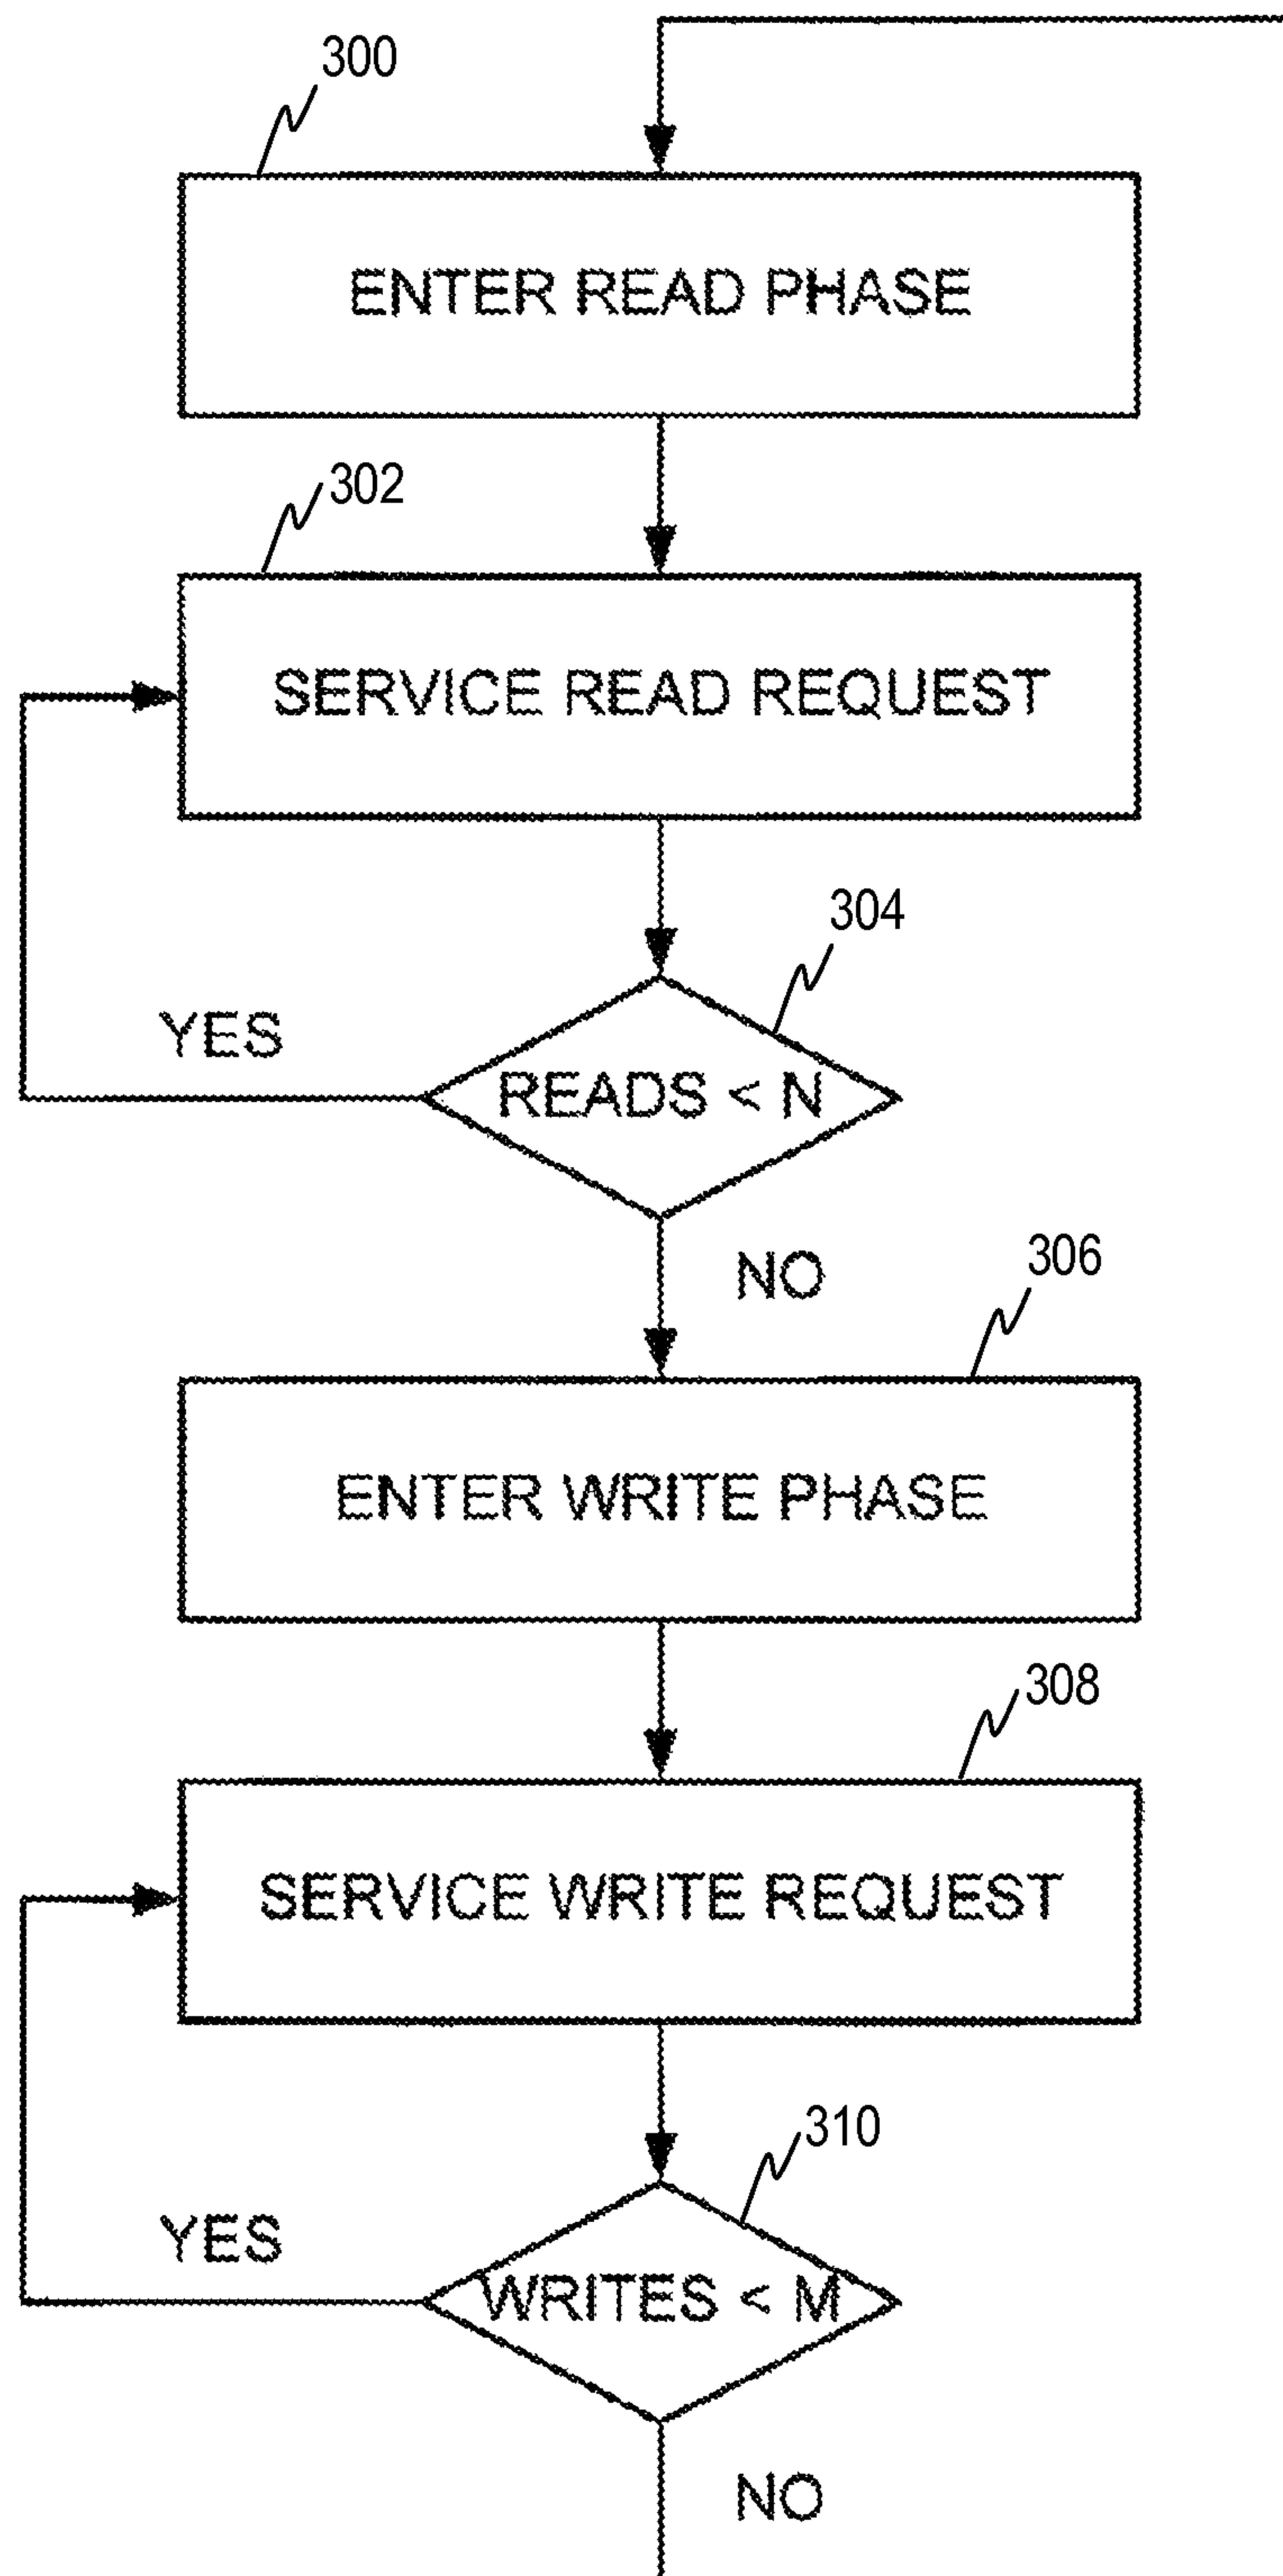 300
ENTER READ PHASE
302
SERVICE READ REQUEST
304
YES
READS < N
NO
306
ENTER WRITE PHASE
308
SERVICE WRITE REQUEST
310
YES
WRITES < M
NO